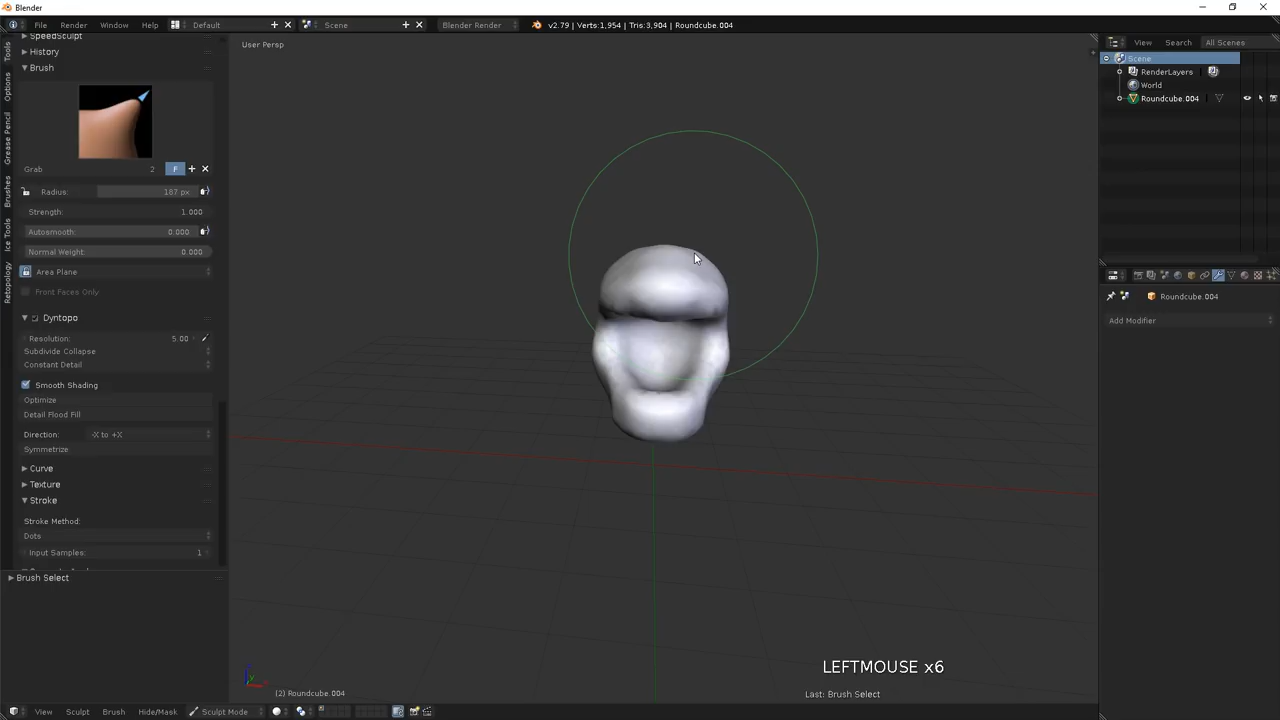 Blender
File Render Window Help Default Scene Blender Render v2.79 | Verts:1,954 | Tris:3,904 | Roundcube.004
SpeedSculpt
History
Brush
Grab 2 F
Radius: 187 px
Strength: 1.000
Autosmooth: 0.000
Normal Weight: 0.000
Area Plane
Front Faces Only
Dyntopo
Resolution: 5.00
Subdivide Collapse
Constant Detail
Smooth Shading
Optimize
Detail Flood Fill
Direction: -X to +X
Symmetrize
Curve
Texture
Stroke
Stroke Method:
Dots
Input Samples: 1
Brush Select
Tools
Options
Grease Pencil
Brushes
Ice Tools
Retopology
User Persp
(2) Roundcube.004
LEFTMOUSE x6
Last: Brush Select
View Sculpt Brush Hide/Mask Sculpt Mode
View Search All Scenes
Scene
RenderLayers
World
Roundcube.004
Roundcube.004
Add Modifier